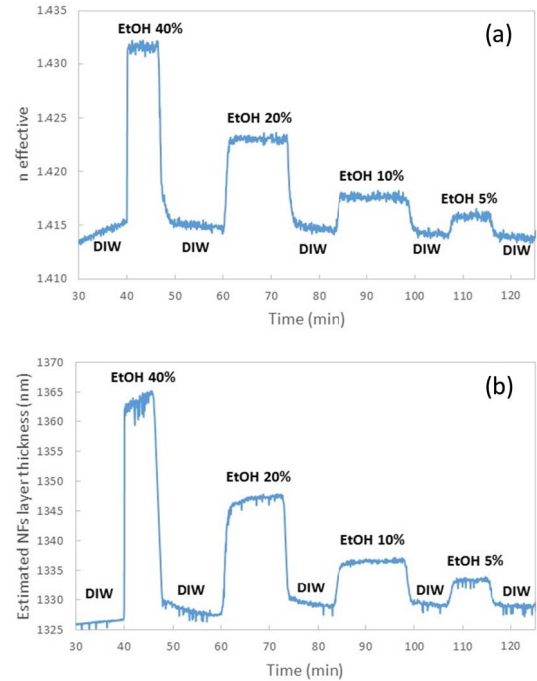 (a)
n effective
1.435
1.430
1.425
1.420
1.415
1.410
EtOH 40%
EtOH 20%
EtOH 10%
EtOH 5%
DIW
DIW
DIW
DIW
DIW
30 40 50 60 70 80 90 100 110 120
Time (min)
(b)
Estimated NFs layer thickness (nm)
1370
1365
1360
1355
1350
1345
1340
1335
1330
1325
EtOH 40%
EtOH 20%
EtOH 10%
EtOH 5%
DIW
DIW
DIW
DIW
DIW
30 40 50 60 70 80 90 100 110 120
Time (min)